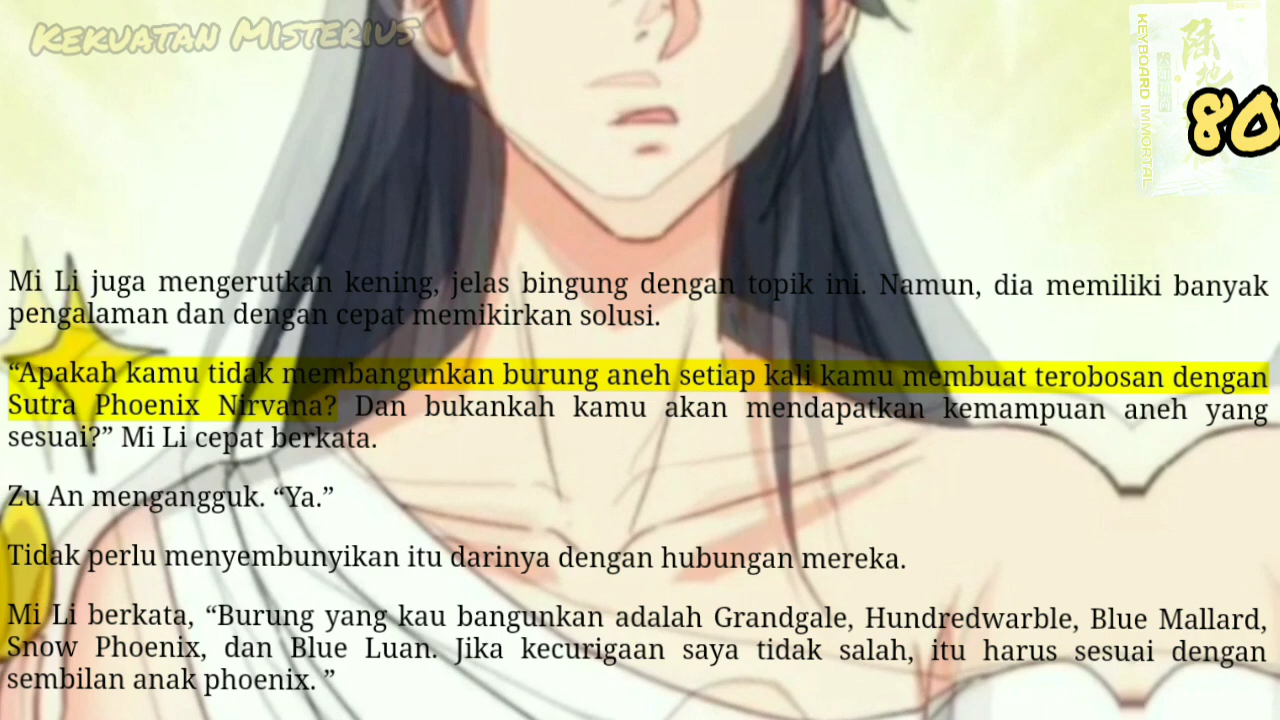 Kekuatan Misterius
陆地
KEYBOARD IMMORTAL
80
Mi Li juga mengerutkan kening, jelas bingung dengan topik ini. Namun, dia memiliki banyak
pengalaman dan dengan cepat memikirkan solusi.
“Apakah kamu tidak membangunkan burung aneh setiap kali kamu membuat terobosan dengan
Sutra Phoenix Nirvana? Dan bukankah kamu akan mendapatkan kemampuan aneh yang
sesuai?” Mi Li cepat berkata.
Zu An mengangguk. “Ya.”
Tidak perlu menyembunyikan itu darinya dengan hubungan mereka.
Mi Li berkata, “Burung yang kau bangunkan adalah Grandgale, Hundredwarble, Blue Mallard,
Snow Phoenix, dan Blue Luan. Jika kecurigaan saya tidak salah, itu harus sesuai dengan
sembilan anak phoenix. ”